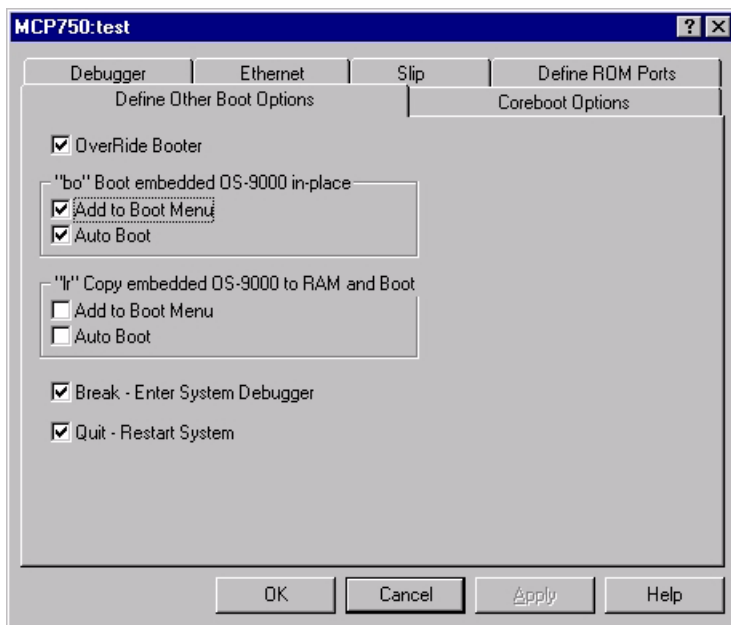 MCP750:test
Debugger Ethernet Slip Define ROM Ports
Define Other Boot Options Coreboot Options
OverRide Booter
"bo" Boot embedded OS-9000 in-place
Add to Boot Menu
Auto Boot
"lr" Copy embedded OS-9000 to RAM and Boot
Add to Boot Menu
Auto Boot
Break - Enter System Debugger
Quit - Restart System
OK Cancel Apply Help